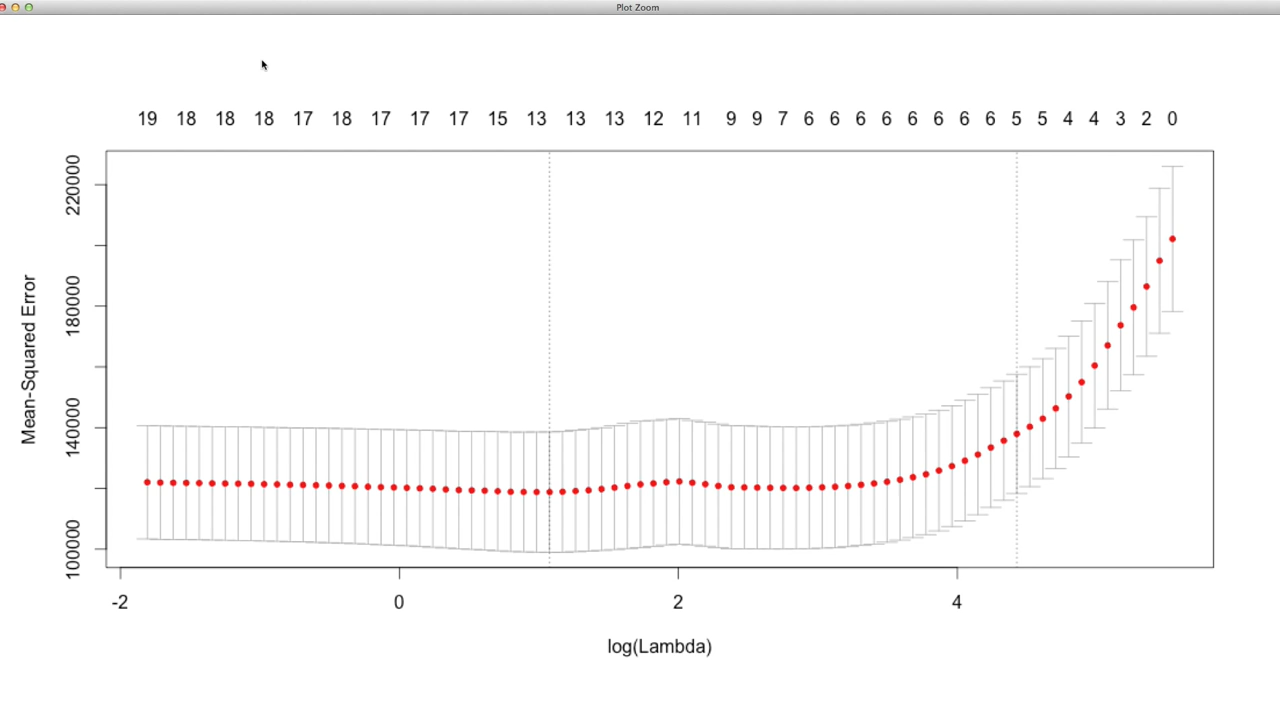 Plot Zoom
19 18 18 18 17 18 17 17 17 15 13 13 13 12 11 9 9 7 6 6 6 6 6 6 6 6 5 5 4 4 3 2 0
220000
180000
140000
100000
Mean-Squared Error
-2 0 2 4
log(Lambda)